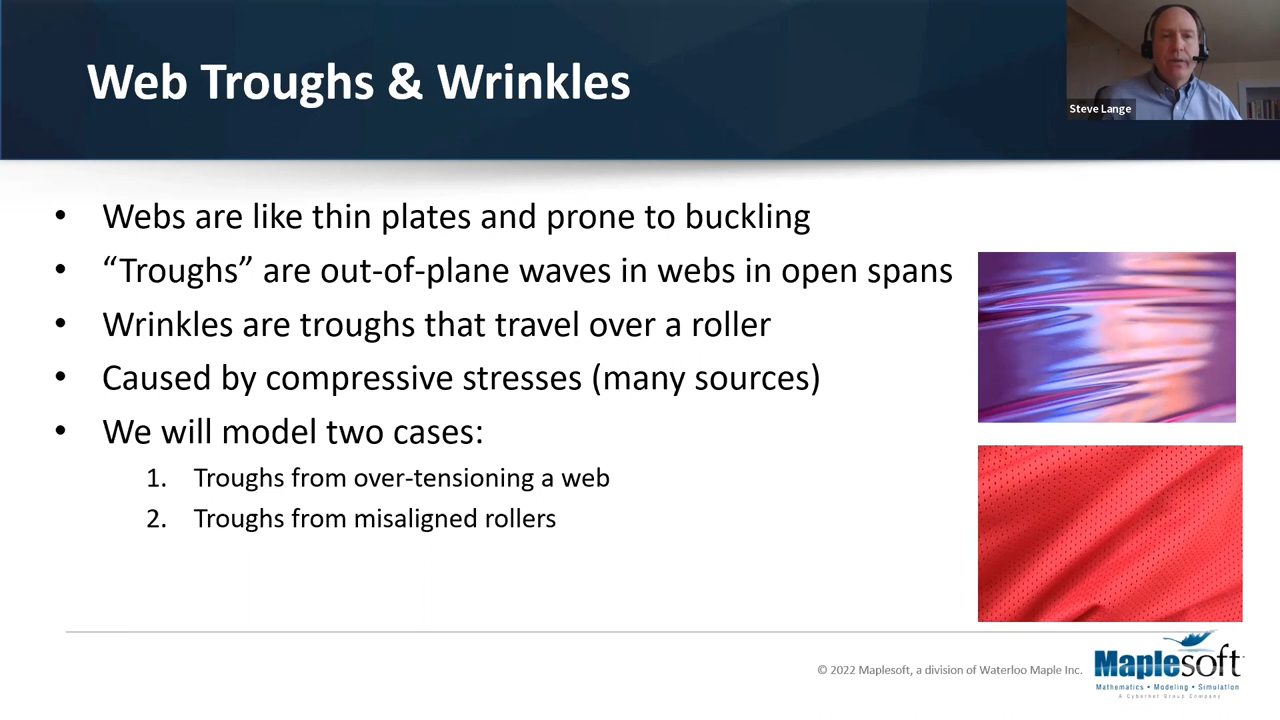 Web Troughs & Wrinkles
Steve Lange
• Webs are like thin plates and prone to buckling
• “Troughs” are out-of-plane waves in webs in open spans
• Wrinkles are troughs that travel over a roller
• Caused by compressive stresses (many sources)
• We will model two cases:
1. Troughs from over-tensioning a web
2. Troughs from misaligned rollers
© 2022 Maplesoft, a division of Waterloo Maple Inc.
Maplesoft
Mathematics • Modeling • Simulation
A Cybernet Group Company